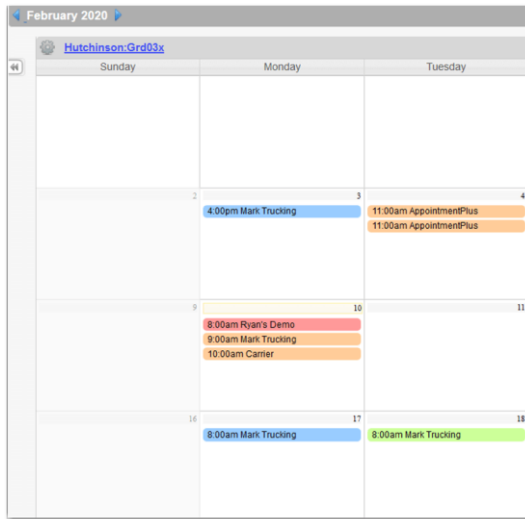 February 2020
Hutchinson:Grd03x
Sunday Monday Tuesday
2 3 4
4:00pm Mark Trucking 11:00am AppointmentPlus
11:00am AppointmentPlus
9 10 11
8:00am Ryan's Demo
9:00am Mark Trucking
10:00am Carrier
16 17 18
8:00am Mark Trucking 8:00am Mark Trucking